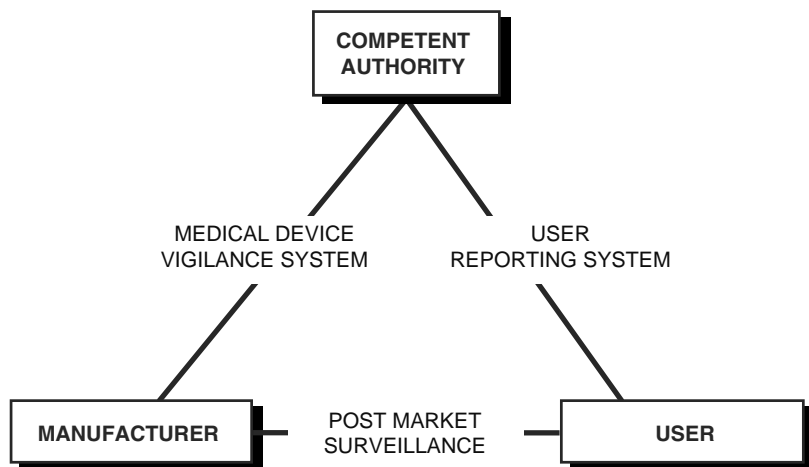 COMPETENT
AUTHORITY
MEDICAL DEVICE
VIGILANCE SYSTEM
USER
REPORTING SYSTEM
MANUFACTURER
POST MARKET
SURVEILLANCE
USER